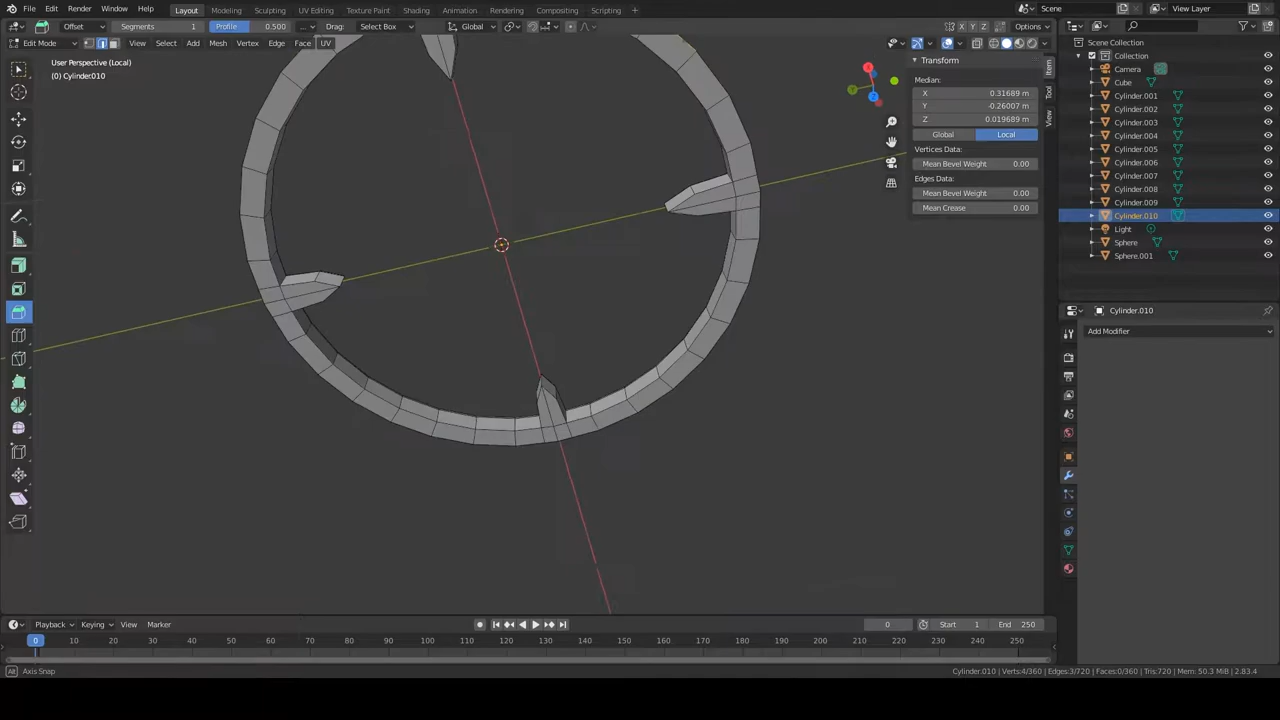 File Edit Render Window Help Layout Modeling Sculpting UV Editing Texture Paint Shading Animation Rendering Compositing Scripting + Scene View Layer
Offset Segments 1 Profile 0.500 ... Drag: Select Box Global X Y Z Options
Edit Mode View Select Add Mesh Vertex Edge Face UV
User Perspective (Local)
(0) Cylinder.010
X
Y
Z
Transform
Median:
X 0.31689 m
Y -0.26007 m
Z 0.019689 m
Global Local
Vertices Data:
Mean Bevel Weight 0.00
Edges Data:
Mean Bevel Weight 0.00
Mean Crease 0.00
Item
Tool
View
Scene Collection
Collection
Camera
Cube
Cylinder.001
Cylinder.002
Cylinder.003
Cylinder.004
Cylinder.005
Cylinder.006
Cylinder.007
Cylinder.008
Cylinder.009
Cylinder.010
Light
Sphere
Sphere.001
Cylinder.010
Add Modifier
Playback Keying View Marker 0 Start 1 End 250
0 10 20 30 40 50 60 70 80 90 100 110 120 130 140 150 160 170 180 190 200 210 220 230 240 250
Alt Axis Snap Cylinder.010 | Verts:4/360 | Edges:3/720 | Faces:0/360 | Tris:720 | Mem: 50.3 MiB | 2.83.4